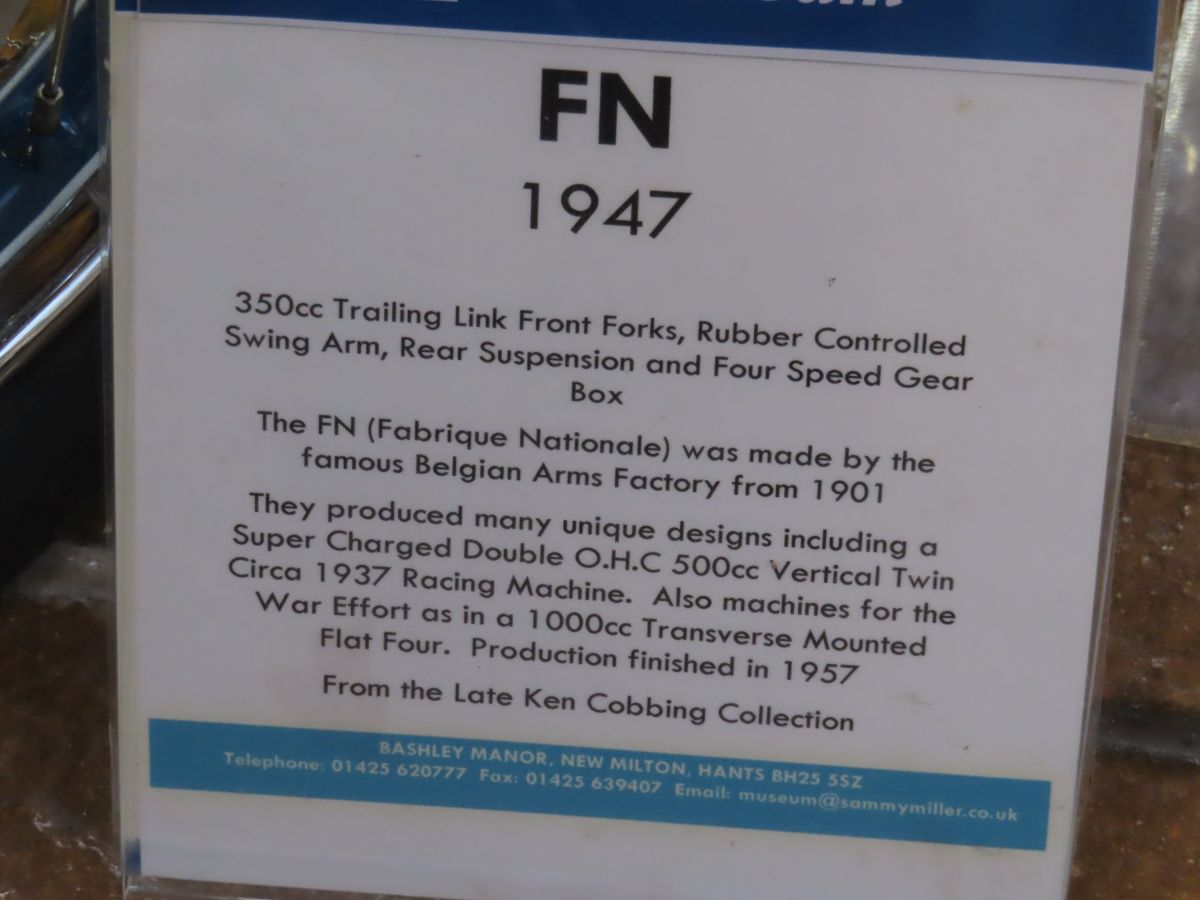 FN
1947
350cc Trailing Link Front Forks, Rubber Controlled
Swing Arm, Rear Suspension and Four Speed Gear
Box
The FN (Fabrique Nationale) was made by the
famous Belgian Arms Factory from 1901
They produced many unique designs including a
Super Charged Double O.H.C 500cc Vertical Twin
Circa 1937 Racing Machine. Also machines for the
War Effort as in a 1000cc Transverse Mounted
Flat Four. Production finished in 1957
From the Late Ken Cobbing Collection
BASHLEY MANOR, NEW MILTON, HANTS BH25 5SZ
Telephone: 01425 620777 Fax: 01425 639407 Email: museum@sammymiller.co.uk